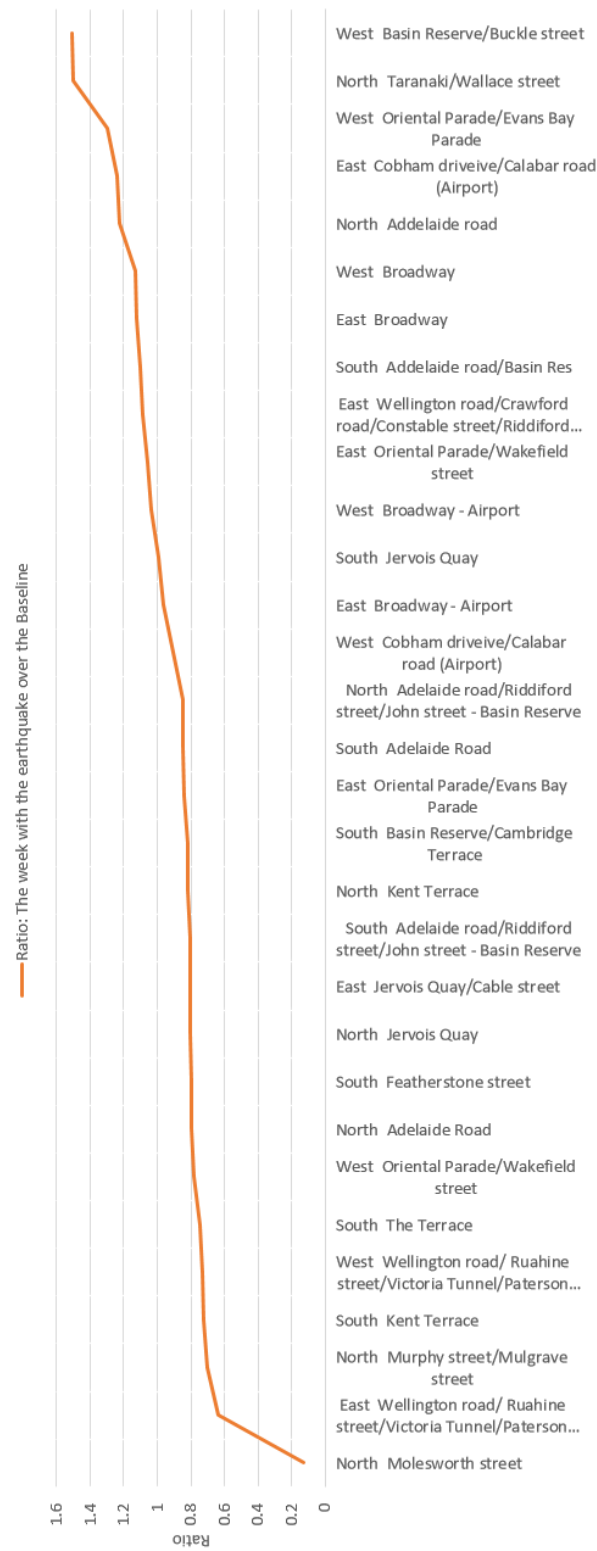 West Basin Reserve/Buckle street
North Taranaki/Wallace street
West Oriental Parade/Evans Bay
Parade
East Cobham driveive/Calabar road
(Airport)
North Addelaide road
West Broadway
East Broadway
South Addelaide road/Basin Res
East Wellington road/Crawford
road/Constable street/Riddiford...
East Oriental Parade/Wakefield
street
West Broadway - Airport
South Jervois Quay
East Broadway - Airport
West Cobham driveive/Calabar
road (Airport)
North Adelaide road/Riddiford
street/John street - Basin Reserve
South Adelaide Road
East Oriental Parade/Evans Bay
Parade
South Basin Reserve/Cambridge
Terrace
North Kent Terrace
South Adelaide road/Riddiford
street/John street - Basin Reserve
East Jervois Quay/Cable street
North Jervois Quay
South Featherstone street
North Adelaide Road
West Oriental Parade/Wakefield
street
South The Terrace
West Wellington road/ Ruahine
street/Victoria Tunnel/Paterson...
South Kent Terrace
North Murphy street/Mulgrave
street
East Wellington road/ Ruahine
street/Victoria Tunnel/Paterson...
North Molesworth street
Ratio: The week with the earthquake over the Baseline
1.6
1.4
1.2
1
0.8
0.6
0.4
0.2
0
Ratio